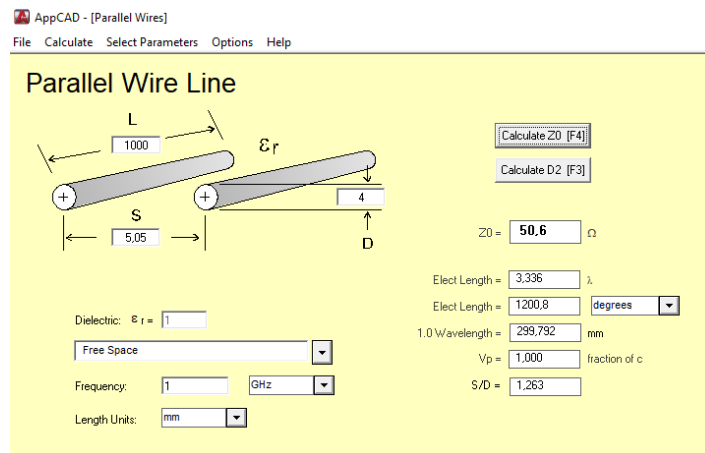 AppCAD - [Parallel Wires]
File Calculate Select Parameters Options Help
Parallel Wire Line
L
1000
εr
Calculate Z0 [F4]
Calculate D2 [F3]
4
S
5,05
D
Z0 = 50,6 Ω
Elect Length = 3,336 λ
Elect Length = 1200,8 degrees
1.0 Wavelength = 299,792 mm
Vp = 1,000 fraction of c
S/D = 1,263
Dielectric: εr = 1
Free Space
Frequency: 1 GHz
Length Units: mm